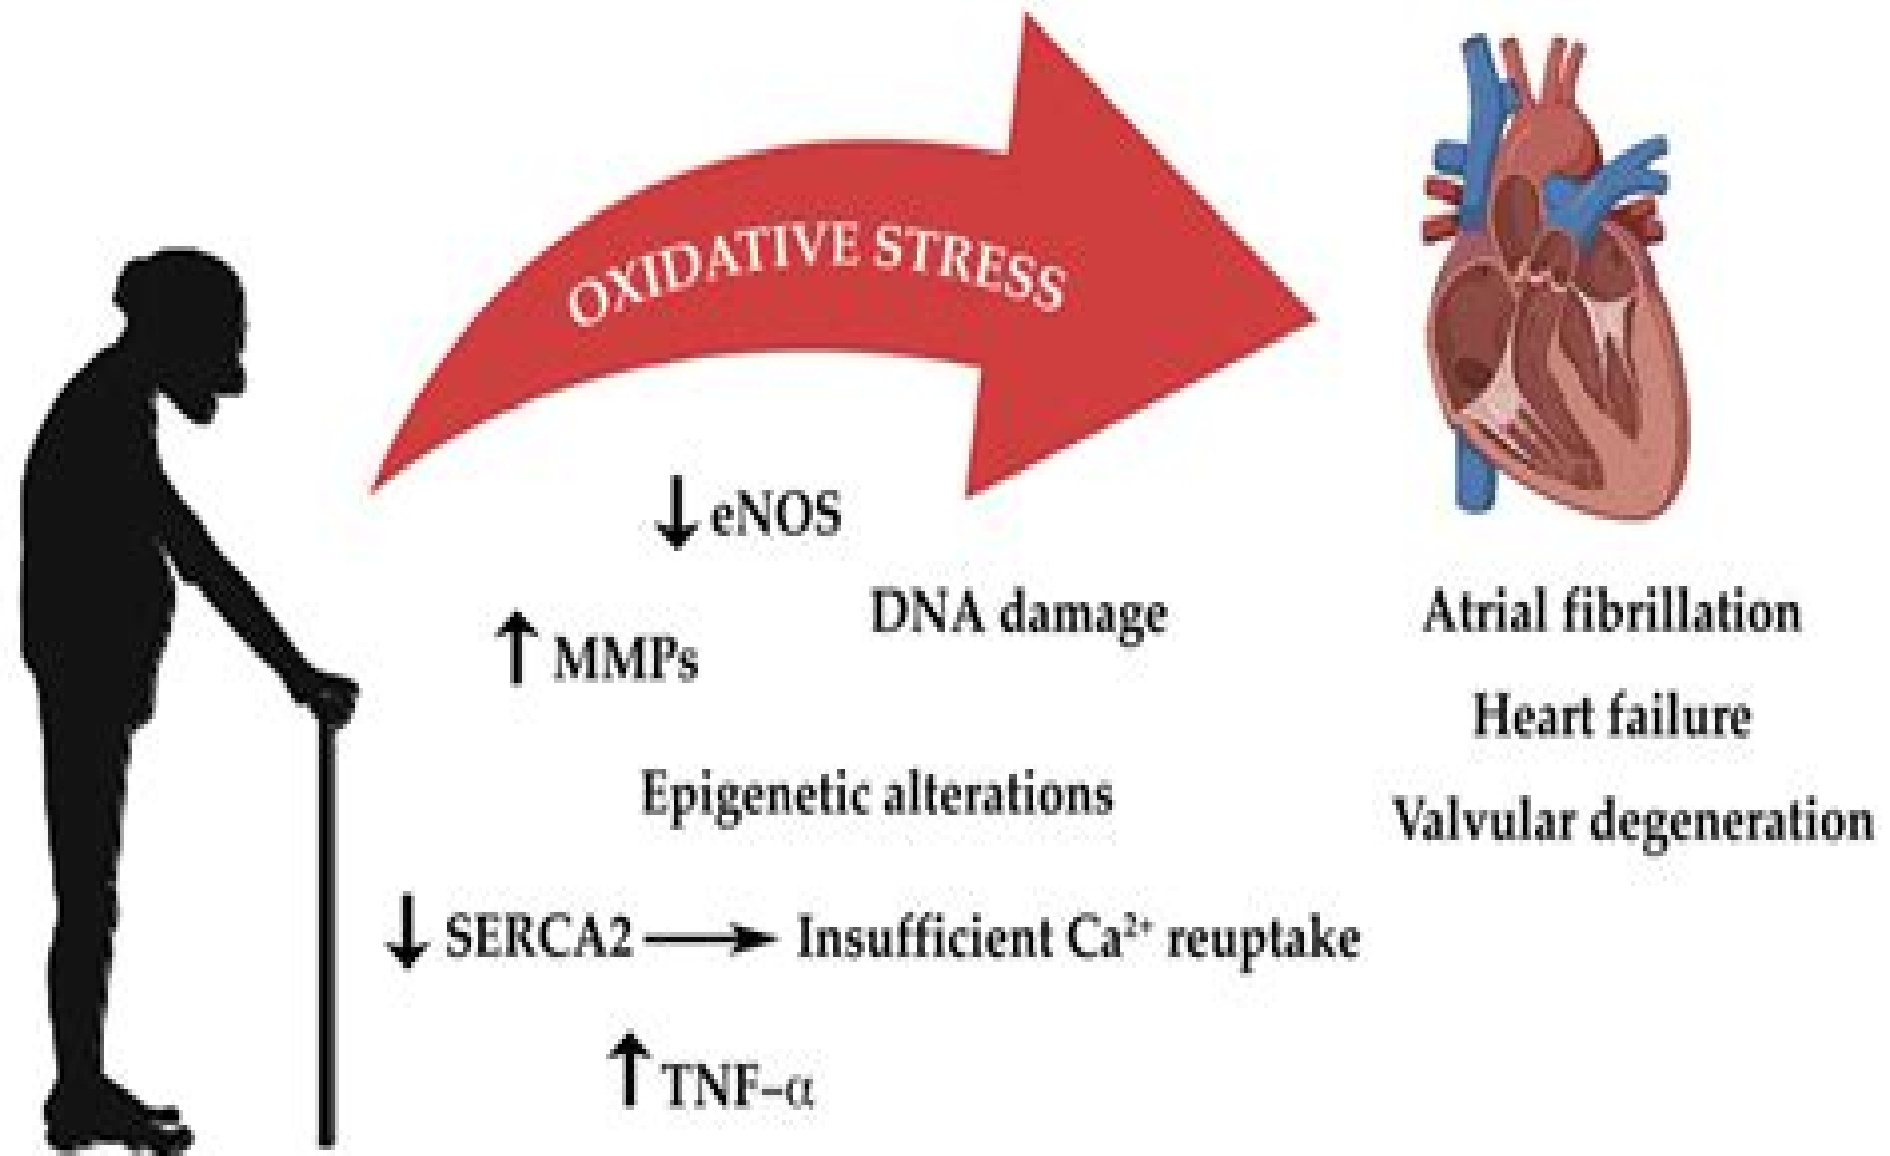 OXIDATIVE STRESS
↓ eNOS
DNA damage
↑ MMPs
Epigenetic alterations
↓ SERCA2 → Insufficient Ca²⁺ reuptake
↑ TNF–α
Atrial fibrillation
Heart failure
Valvular degeneration